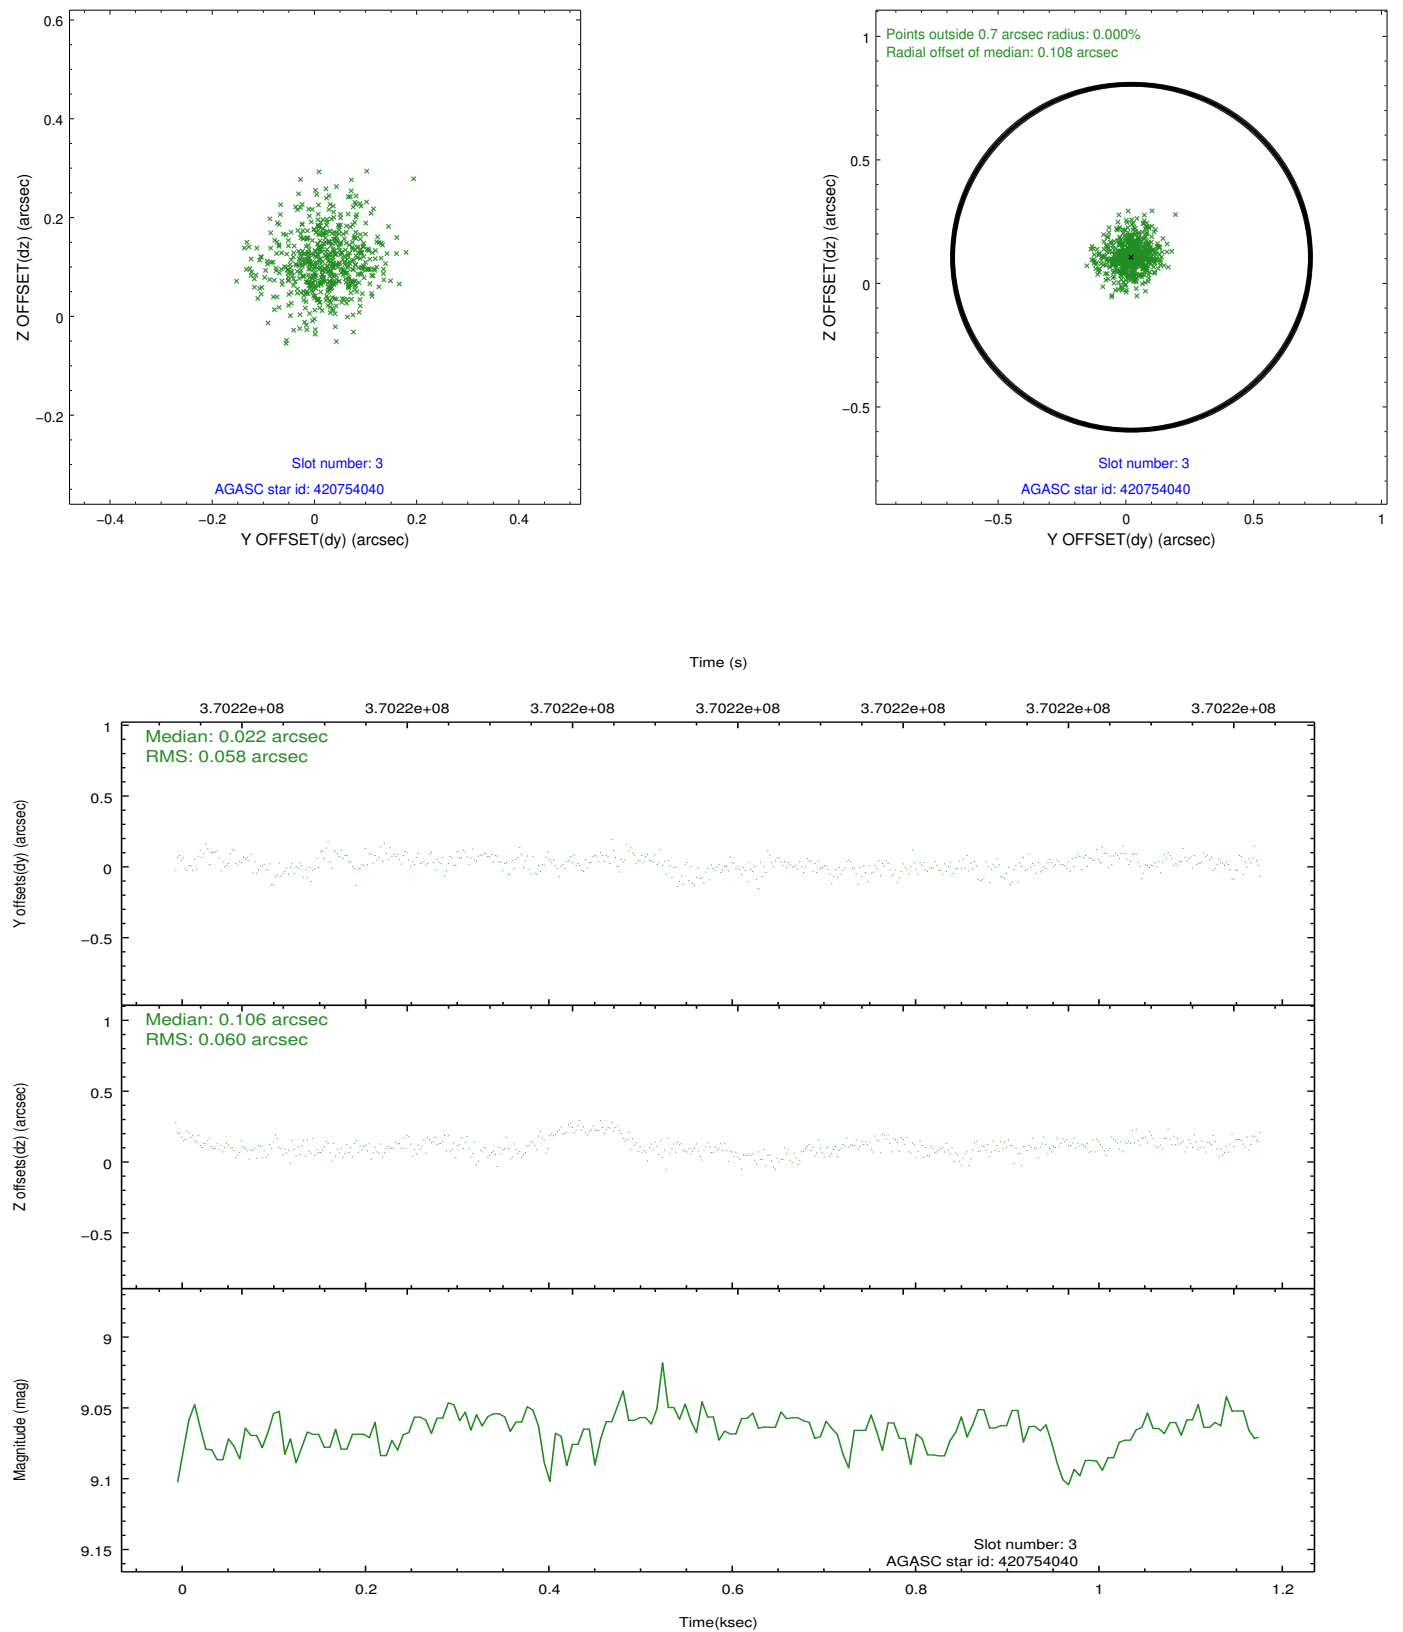 0.6
0.4
0.2
0
−0.2
Z OFFSET(dz) (arcsec)
Slot number: 3
AGASC star id: 420754040
−0.4 −0.2 0 0.2 0.4
Y OFFSET(dy) (arcsec)
Points outside 0.7 arcsec radius: 0.000%
Radial offset of median: 0.108 arcsec
1
0.5
0
−0.5
Z OFFSET(dz) (arcsec)
Slot number: 3
AGASC star id: 420754040
−0.5 0 0.5 1
Y OFFSET(dy) (arcsec)
Time (s)
3.7022e+08 3.7022e+08 3.7022e+08 3.7022e+08 3.7022e+08 3.7022e+08 3.7022e+08
Median: 0.022 arcsec
RMS: 0.058 arcsec
1
0.5
0
−0.5
Y offsets(dy) (arcsec)
Median: 0.106 arcsec
RMS: 0.060 arcsec
1
0.5
0
−0.5
Z offsets(dz) (arcsec)
9
9.05
9.1
9.15
Magnitude (mag)
Slot number: 3
AGASC star id: 420754040
0 0.2 0.4 0.6 0.8 1 1.2
Time(ksec)